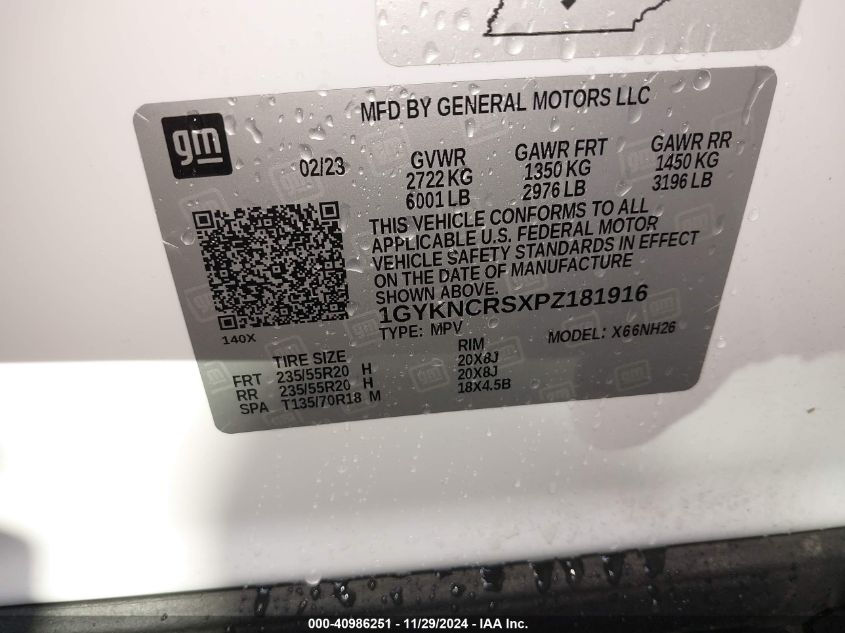 MFD BY GENERAL MOTORS LLC
gm
02/23
GVWR GAWR FRT GAWR RR
2722 KG 1350 KG 1450 KG
6001 LB 2976 LB 3196 LB
THIS VEHICLE CONFORMS TO ALL
APPLICABLE U.S. FEDERAL MOTOR
VEHICLE SAFETY STANDARDS IN EFFECT
ON THE DATE OF MANUFACTURE
SHOWN ABOVE.
1GYKNCRSXPZ181916
140X
TYPE: MPV MODEL: X66NH26
TIRE SIZE RIM
FRT 235/55R20 H 20X8J
RR 235/55R20 H 20X8J
SPA T135/70R18 M 18X4.5B
000-40986251 - 11/29/2024 - IAA Inc.